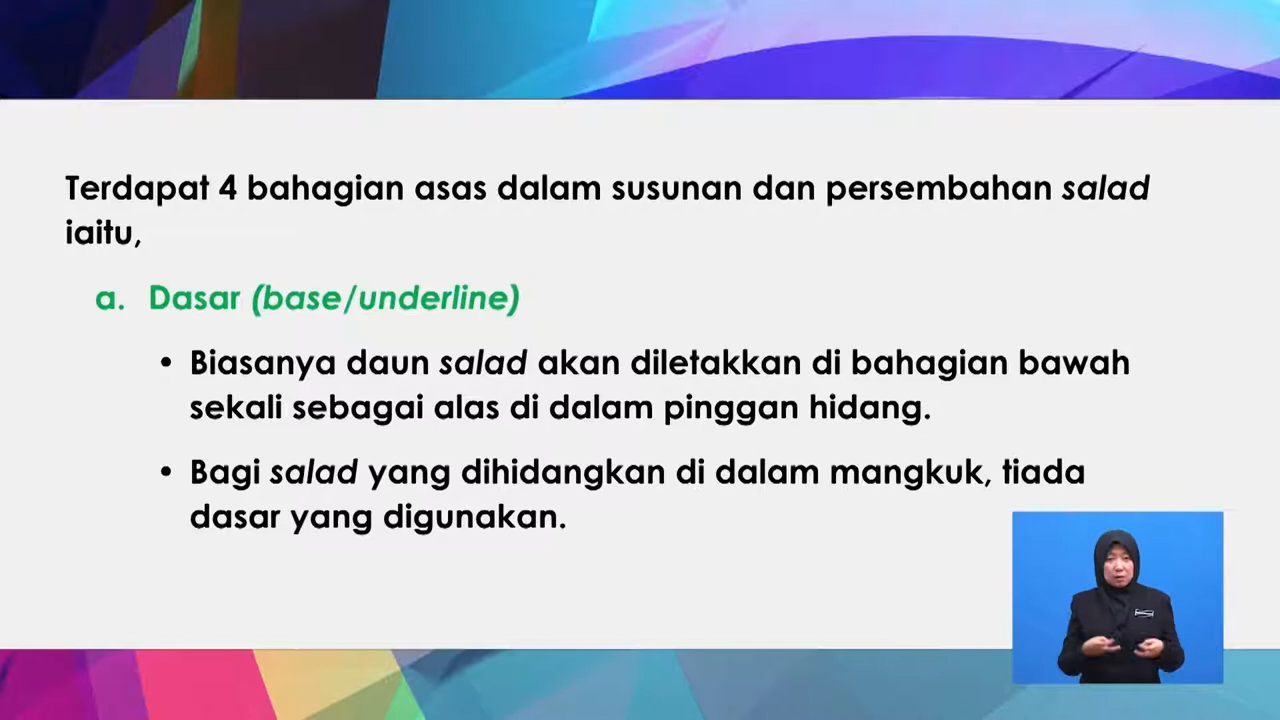 Terdapat 4 bahagian asas dalam susunan dan persembahan salad
iaitu,
a. Dasar (base/underline)
• Biasanya daun salad akan diletakkan di bahagian bawah
sekali sebagai alas di dalam pinggan hidang.
• Bagi salad yang dihidangkan di dalam mangkuk, tiada
dasar yang digunakan.